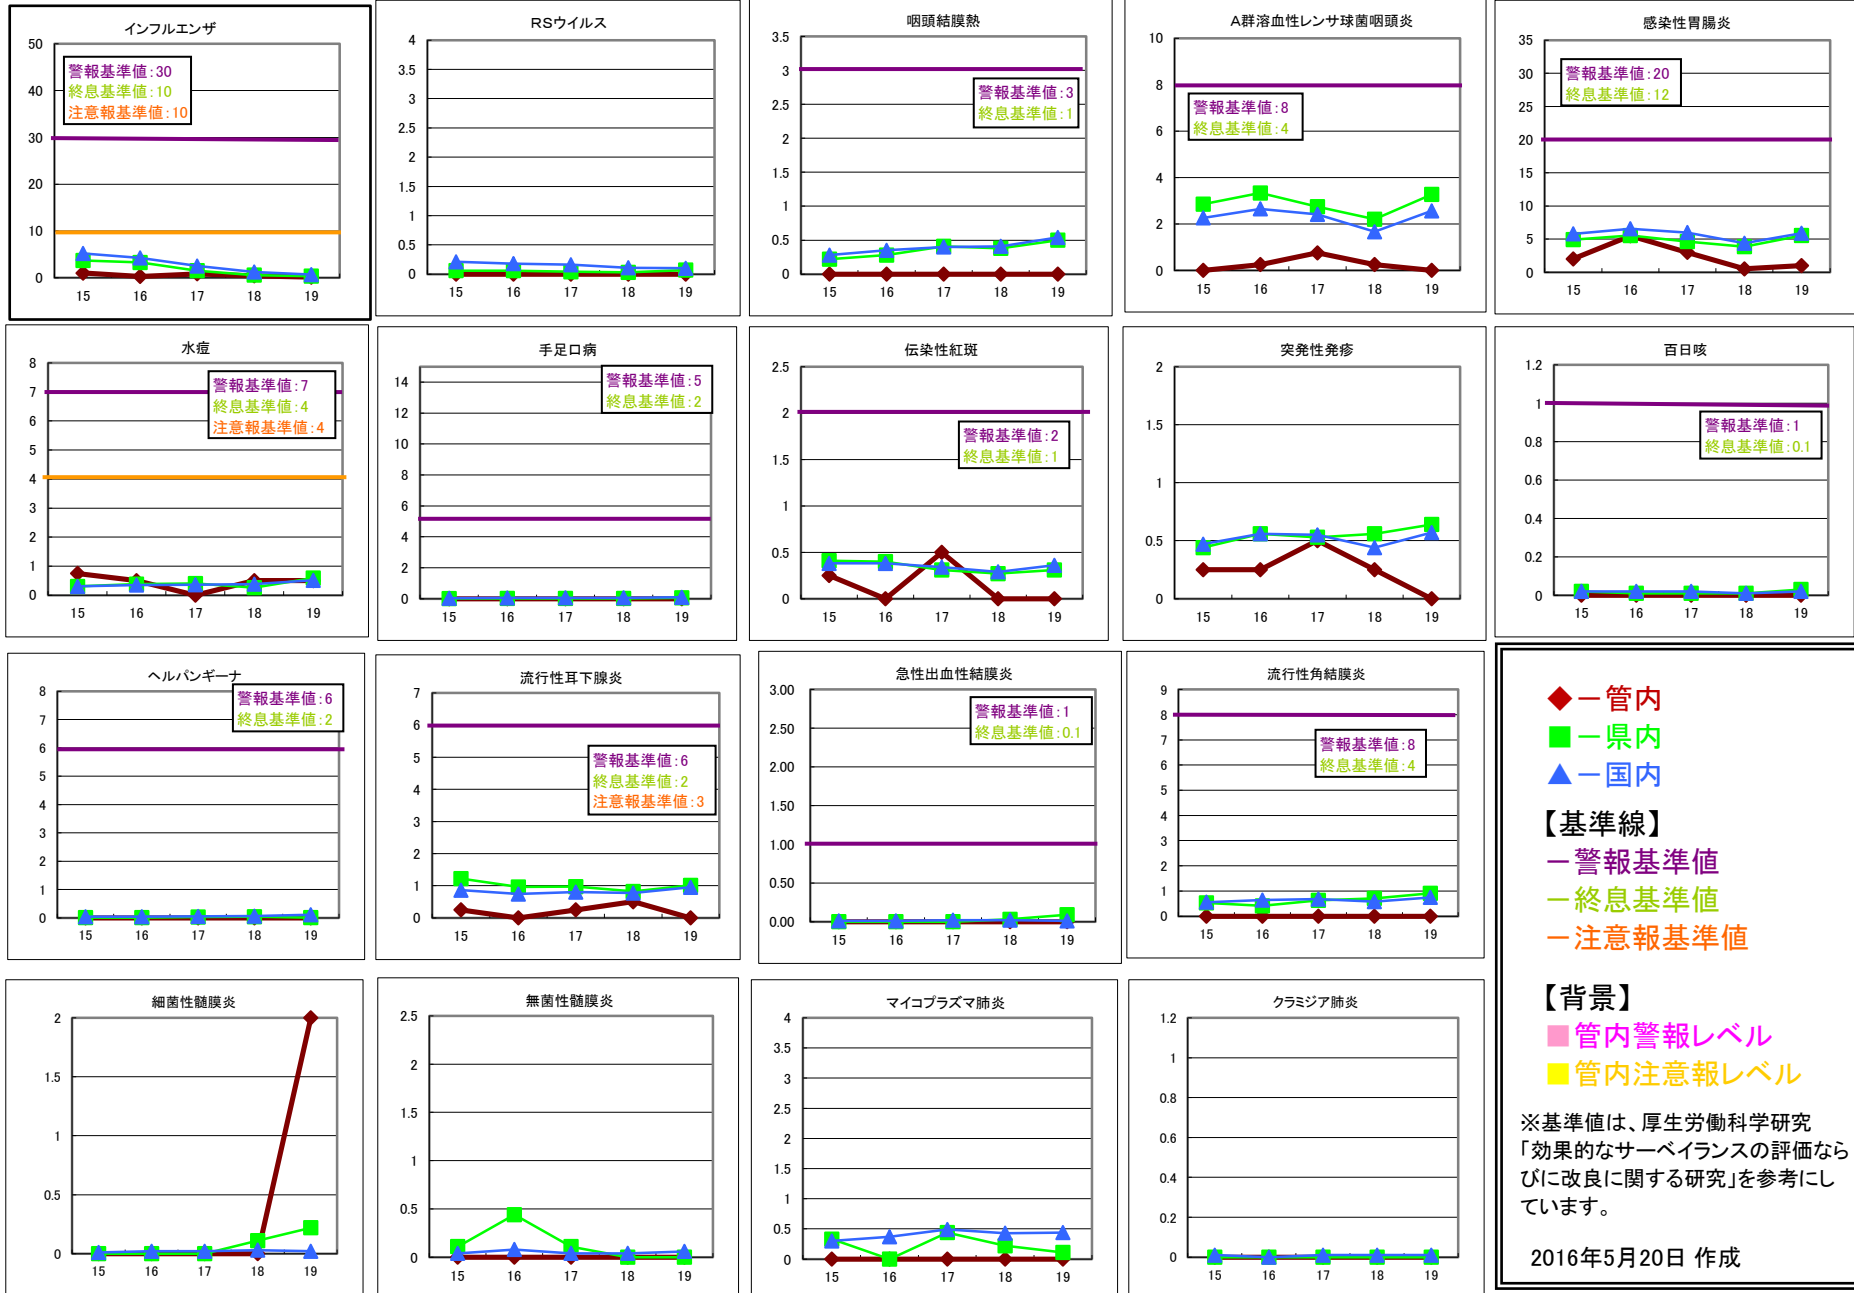 インフルエンザ
50
40
30
20
10
0
警報基準値:30
終息基準値:10
注意報基準値:10
15 16 17 18 19
RSウイルス
4
3.5
3
2.5
2
1.5
1
0.5
0
15 16 17 18 19
咽頭結膜熱
3.5
3
2.5
2
1.5
1
0.5
0
警報基準値:3
終息基準値:1
15 16 17 18 19
A群溶血性レンサ球菌咽頭炎
10
8
6
4
2
0
警報基準値:8
終息基準値:4
15 16 17 18 19
感染性胃腸炎
35
30
25
20
15
10
5
0
警報基準値:20
終息基準値:12
15 16 17 18 19
水痘
8
7
6
5
4
3
2
1
0
警報基準値:7
終息基準値:4
注意報基準値:4
15 16 17 18 19
手足口病
14
12
10
8
6
4
2
0
警報基準値:5
終息基準値:2
15 16 17 18 19
伝染性紅斑
2.5
2
1.5
1
0.5
0
警報基準値:2
終息基準値:1
15 16 17 18 19
突発性発疹
2
1.5
1
0.5
0
15 16 17 18 19
百日咳
1.2
1
0.8
0.6
0.4
0.2
0
警報基準値:1
終息基準値:0.1
15 16 17 18 19
ヘルパンギーナ
8
7
6
5
4
3
2
1
0
警報基準値:6
終息基準値:2
15 16 17 18 19
流行性耳下腺炎
7
6
5
4
3
2
1
0
警報基準値:6
終息基準値:2
注意報基準値:3
15 16 17 18 19
急性出血性結膜炎
3.00
2.50
2.00
1.50
1.00
0.50
0.00
警報基準値:1
終息基準値:0.1
15 16 17 18 19
流行性角結膜炎
9
8
7
6
5
4
3
2
1
0
警報基準値:8
終息基準値:4
15 16 17 18 19
細菌性髄膜炎
2
1.5
1
0.5
0
15 16 17 18 19
無菌性髄膜炎
2.5
2
1.5
1
0.5
0
15 16 17 18 19
マイコプラズマ肺炎
4
3.5
3
2.5
2
1.5
1
0.5
0
15 16 17 18 19
クラミジア肺炎
1.2
1
0.8
0.6
0.4
0.2
0
15 16 17 18 19
◆ー管内
■ー県内
▲ー国内
【基準線】
ー警報基準値
ー終息基準値
ー注意報基準値
【背景】
■管内警報レベル
■管内注意報レベル
※基準値は、厚生労働科学研究
「効果的なサーベイランスの評価なら
びに改良に関する研究」を参考にし
ています。
2016年5月20日 作成